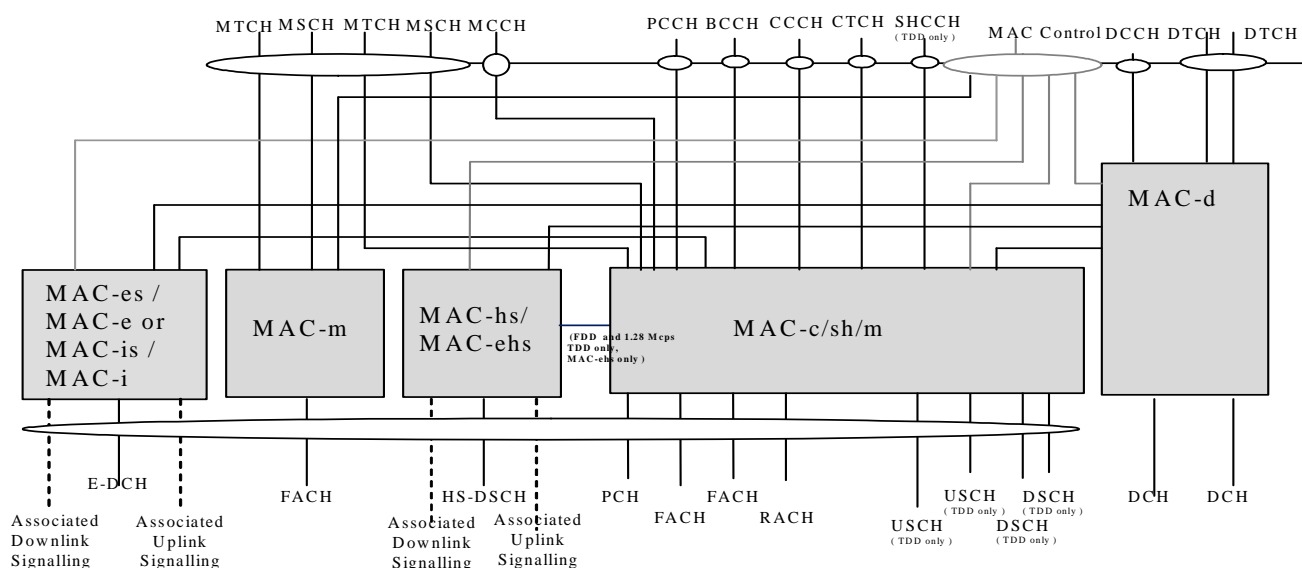 MTCH MSCH MTCH MSCH MCCH PCCH BCCH CCCH CTCH SHCCH MAC Control DCCH DTCH DTCH
( TDD only )
MAC-d
MAC-es /
MAC-e or
MAC-is /
MAC-i
MAC-m
MAC-hs/
MAC-ehs
(FDD and 1.28 Mcps
TDD only,
MAC-ehs only )
MAC-c/sh/m
E-DCH
FACH
HS-DSCH
PCH
FACH
FACH
RACH
USCH
( TDD only )
USCH
( TDD only )
DSCH
( TDD only )
DSCH
( TDD only )
DCH
DCH
Associated
Downlink
Signalling
Associated
Uplink
Signalling
Associated
Downlink
Signalling
Associated
Uplink
Signalling